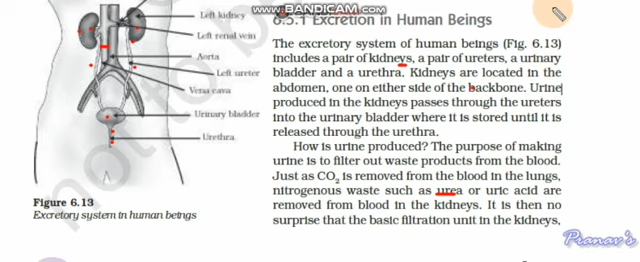 WWW.BANDICAM.COM
6.5.1 Excretion in Human Beings
Left kidney
Left renal vein
Aorta
Left ureter
Vena cava
Urinary bladder
Urethra
Figure 6.13
Excretory system in human beings
The excretory system of human beings (Fig. 6.13)
includes a pair of kidneys, a pair of ureters, a urinary
bladder and a urethra. Kidneys are located in the
abdomen, one on either side of the backbone. Urine
produced in the kidneys passes through the ureters
into the urinary bladder where it is stored until it is
released through the urethra.
How is urine produced? The purpose of making
urine is to filter out waste products from the blood.
Just as CO₂ is removed from the blood in the lungs,
nitrogenous waste such as urea or uric acid are
removed from blood in the kidneys. It is then no
surprise that the basic filtration unit in the kidneys,
not to be
Pranav's